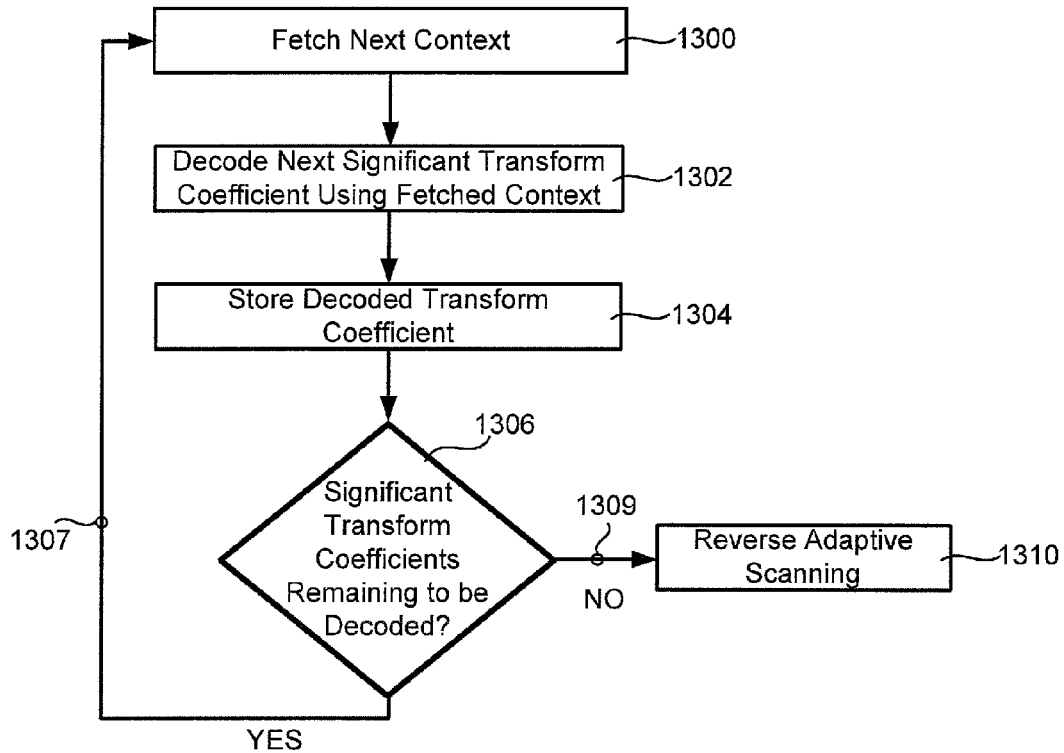 Fetch Next Context
1300
Decode Next Significant Transform
Coefficient Using Fetched Context
1302
Store Decoded Transform
Coefficient
1304
1306
Significant
Transform
Coefficients
Remaining to be
Decoded?
1307
1309
NO
Reverse Adaptive
Scanning
1310
YES